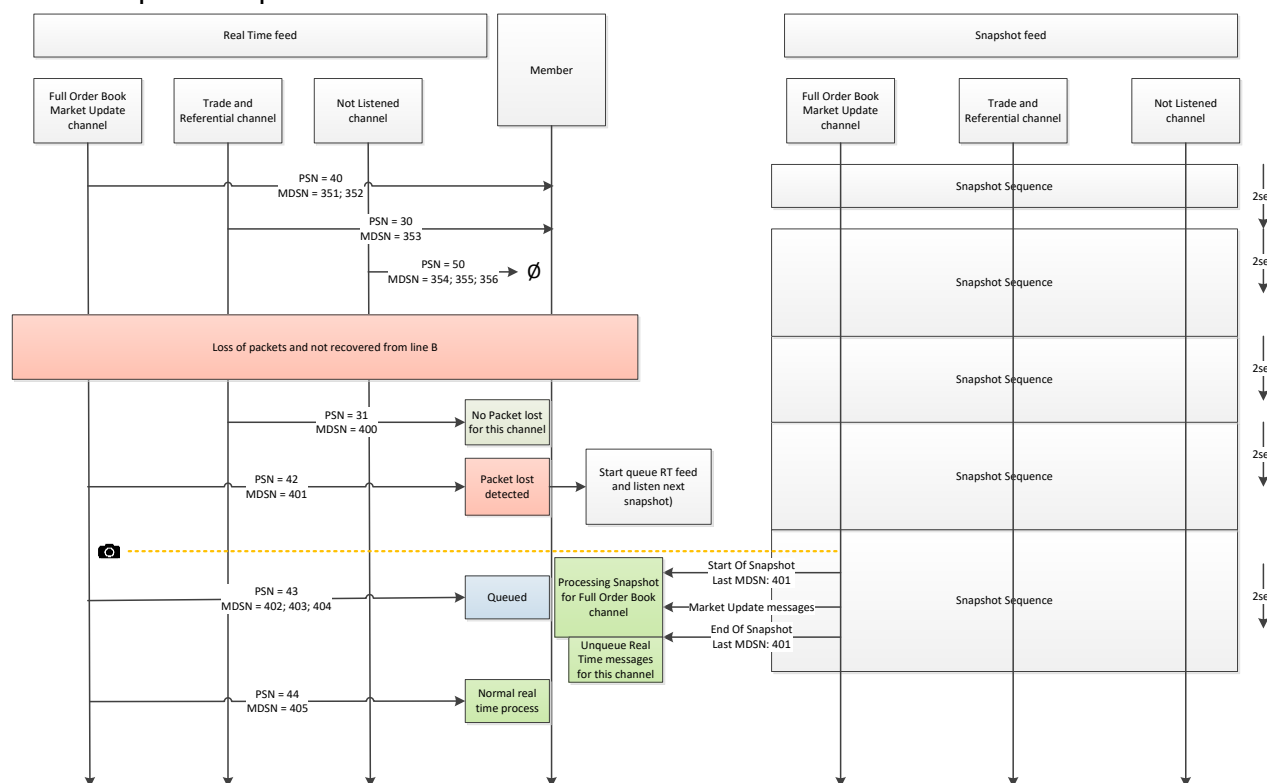 Real Time feed
Snapshot feed
Member
Full Order Book
Market Update
channel
Trade and
Referential channel
Not Listened
channel
Full Order Book
Market Update
channel
Trade and
Referential channel
Not Listened
channel
PSN = 40
MDSN = 351; 352
Snapshot Sequence
2se
PSN = 30
MDSN = 353
PSN = 50
MDSN = 354; 355; 356
Ø
Snapshot Sequence
2se
Loss of packets and not recovered from line B
Snapshot Sequence
2se
PSN = 31
MDSN = 400
No Packet lost
for this channel
PSN = 42
MDSN = 401
Packet lost
detected
Start queue RT feed
and listen next
snapshot)
Snapshot Sequence
2se
Start Of Snapshot
Last MDSN: 401
PSN = 43
MDSN = 402; 403; 404
Queued
Processing Snapshot
for Full Order Book
channel
Market Update messages
Snapshot Sequence
2se
End Of Snapshot
Last MDSN: 401
Unqueue Real
Time messages
for this channel
PSN = 44
MDSN = 405
Normal real
time process